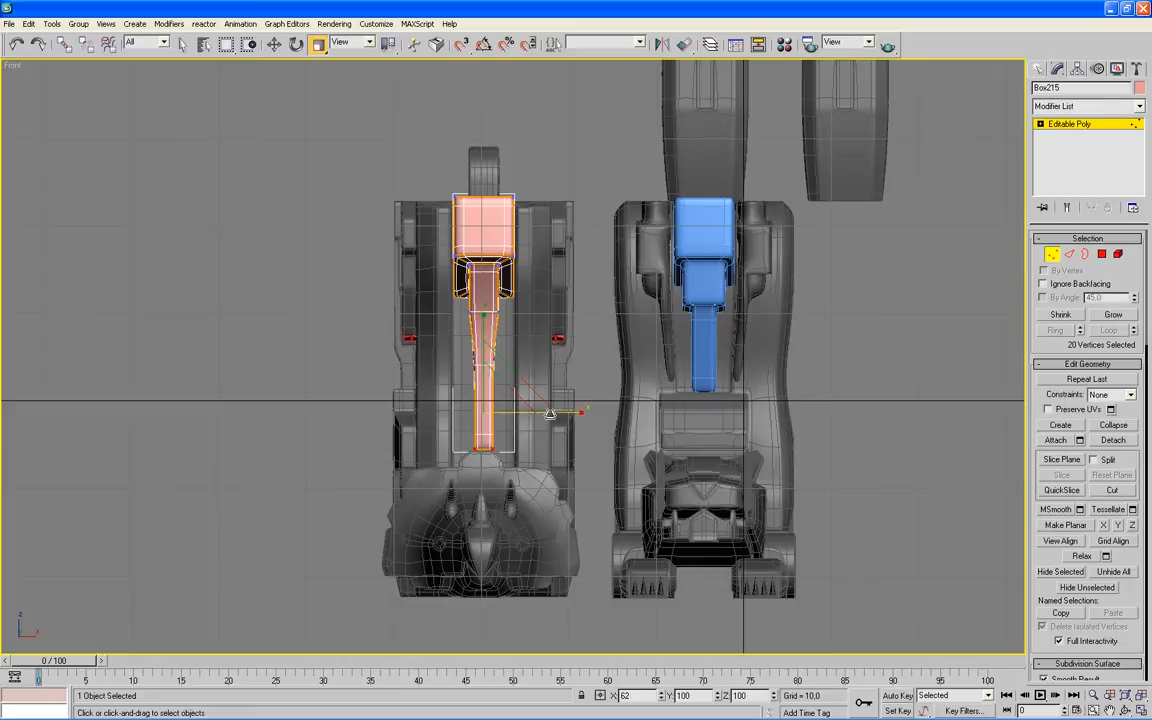 File Edit Tools Group Views Create Modifiers reactor Animation Graph Editors Rendering Customize MAXScript Help
All View View
Front
Box215
Modifier List
Editable Poly
Selection
By Vertex
Ignore Backfacing
By Angle: 45,0
Shrink Grow
Ring Loop
20 Vertices Selected
Edit Geometry
Repeat Last
Constraints: None
Preserve UVs
Create Collapse
Attach Detach
Slice Plane Split
Slice Reset Plane
QuickSlice Cut
MSmooth Tessellate
Make Planar X Y Z
View Align Grid Align
Relax
Hide Selected Unhide All
Hide Unselected
Named Selections:
Copy Paste
Delete Isolated Vertices
Full Interactivity
Subdivision Surface
Smooth Result
x
z
x
0 / 100
0 5 10 15 20 25 30 35 40 45 50 55 60 65 70 75 80 85 90 95 100
1 Object Selected X: 62 Y: 100 Z: 100 Grid = 10,0 Auto Key Selected
Click or click-and-drag to select objects Add Time Tag Set Key Key Filters... 0